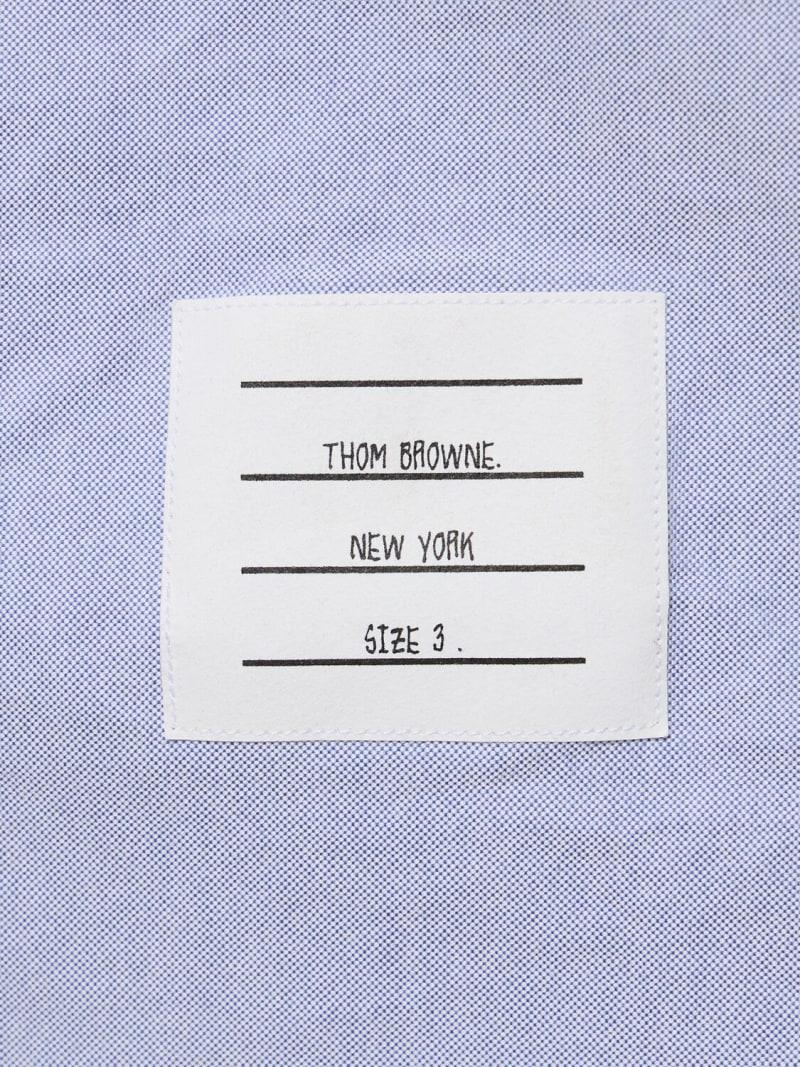 THOM BROWNE.
NEW YORK
SIZE 3 .